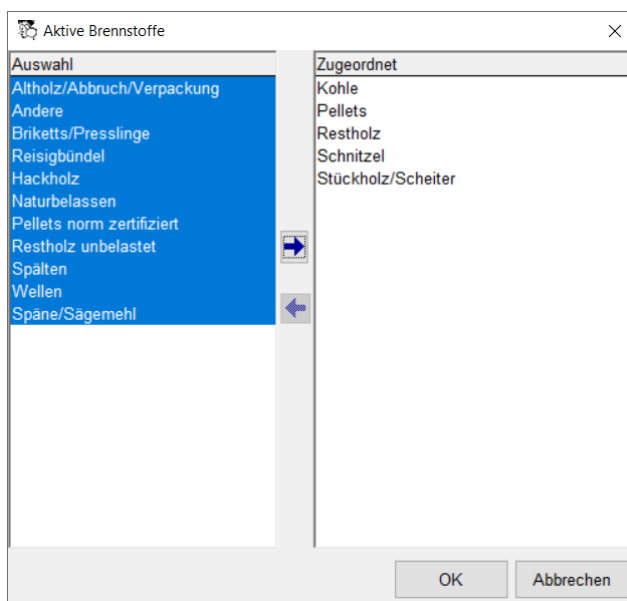 Aktive Brennstoffe
Auswahl
Altholz/Abbruch/Verpackung
Andere
Briketts/Presslinge
Reisigbündel
Hackholz
Naturbelassen
Pellets norm zertifiziert
Restholz unbelastet
Spälten
Wellen
Späne/Sägemehl
Zugeordnet
Kohle
Pellets
Restholz
Schnitzel
Stückholz/Scheiter
OK
Abbrechen